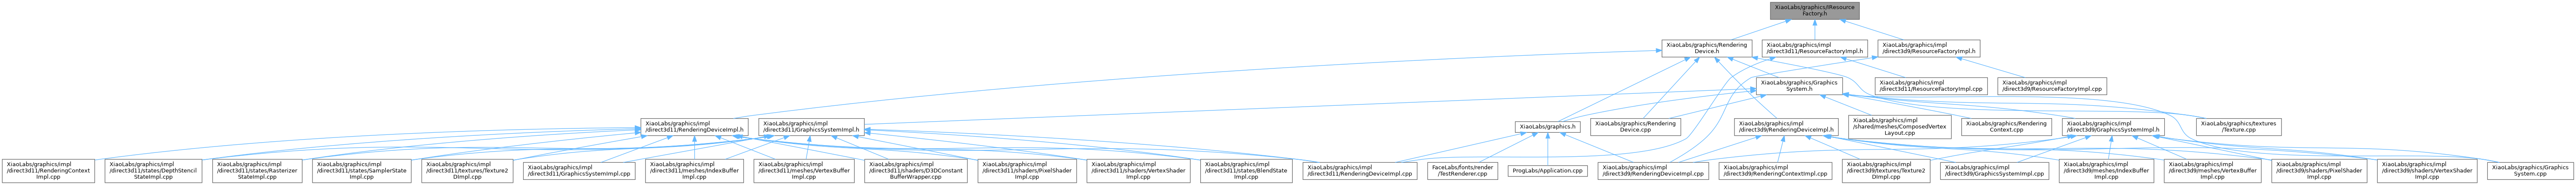 XiaoLabs/graphics/IResource
Factory.h
XiaoLabs/graphics/Rendering
Device.h
XiaoLabs/graphics/impl
/direct3d11/ResourceFactoryImpl.h
XiaoLabs/graphics/impl
/direct3d9/ResourceFactoryImpl.h
XiaoLabs/graphics/Graphics
System.h
XiaoLabs/graphics/impl
/direct3d11/ResourceFactoryImpl.cpp
XiaoLabs/graphics/impl
/direct3d9/ResourceFactoryImpl.cpp
XiaoLabs/graphics/impl
/direct3d11/RenderingDeviceImpl.h
XiaoLabs/graphics/impl
/direct3d11/GraphicsSystemImpl.h
XiaoLabs/graphics.h
XiaoLabs/graphics/Rendering
Device.cpp
XiaoLabs/graphics/impl
/direct3d9/RenderingDeviceImpl.h
XiaoLabs/graphics/impl
/shared/meshes/ComposedVertex
Layout.cpp
XiaoLabs/graphics/Rendering
Context.cpp
XiaoLabs/graphics/impl
/direct3d9/GraphicsSystemImpl.h
XiaoLabs/graphics/textures
/Texture.cpp
XiaoLabs/graphics/impl
/direct3d11/RenderingContext
Impl.cpp
XiaoLabs/graphics/impl
/direct3d11/states/DepthStencil
StateImpl.cpp
XiaoLabs/graphics/impl
/direct3d11/states/Rasterizer
StateImpl.cpp
XiaoLabs/graphics/impl
/direct3d11/states/SamplerState
Impl.cpp
XiaoLabs/graphics/impl
/direct3d11/textures/Texture2
DImpl.cpp
XiaoLabs/graphics/impl
/direct3d11/GraphicsSystemImpl.cpp
XiaoLabs/graphics/impl
/direct3d11/meshes/IndexBuffer
Impl.cpp
XiaoLabs/graphics/impl
/direct3d11/meshes/VertexBuffer
Impl.cpp
XiaoLabs/graphics/impl
/direct3d11/shaders/D3DConstant
BufferWrapper.cpp
XiaoLabs/graphics/impl
/direct3d11/shaders/PixelShader
Impl.cpp
XiaoLabs/graphics/impl
/direct3d11/shaders/VertexShader
Impl.cpp
XiaoLabs/graphics/impl
/direct3d11/states/BlendState
Impl.cpp
XiaoLabs/graphics/impl
/direct3d11/RenderingDeviceImpl.cpp
FaceLabs/fonts/render
/TestRenderer.cpp
ProgLabs/Application.cpp
XiaoLabs/graphics/impl
/direct3d9/RenderingDeviceImpl.cpp
XiaoLabs/graphics/impl
/direct3d9/RenderingContextImpl.cpp
XiaoLabs/graphics/impl
/direct3d9/textures/Texture2
DImpl.cpp
XiaoLabs/graphics/impl
/direct3d9/GraphicsSystemImpl.cpp
XiaoLabs/graphics/impl
/direct3d9/meshes/IndexBuffer
Impl.cpp
XiaoLabs/graphics/impl
/direct3d9/meshes/VertexBuffer
Impl.cpp
XiaoLabs/graphics/impl
/direct3d9/shaders/PixelShader
Impl.cpp
XiaoLabs/graphics/impl
/direct3d9/shaders/VertexShader
Impl.cpp
XiaoLabs/graphics/Graphics
System.cpp